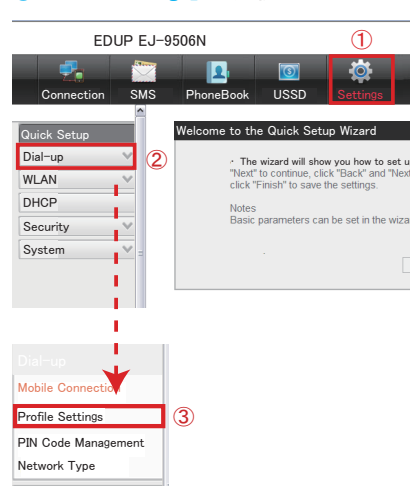 EDUP EJ-9506N
①
Connection SMS PhoneBook USSD Settings
Quick Setup
Dial-up
②
WLAN
DHCP
Security
System
Welcome to the Quick Setup Wizard
· The wizard will show you how to set u
"Next" to continue, click "Back" and "Next
click "Finish" to save the settings.
Notes
Basic parameters can be set in the wiza
Dial-up
Mobile Connection
Profile Settings
③
PIN Code Management
Network Type